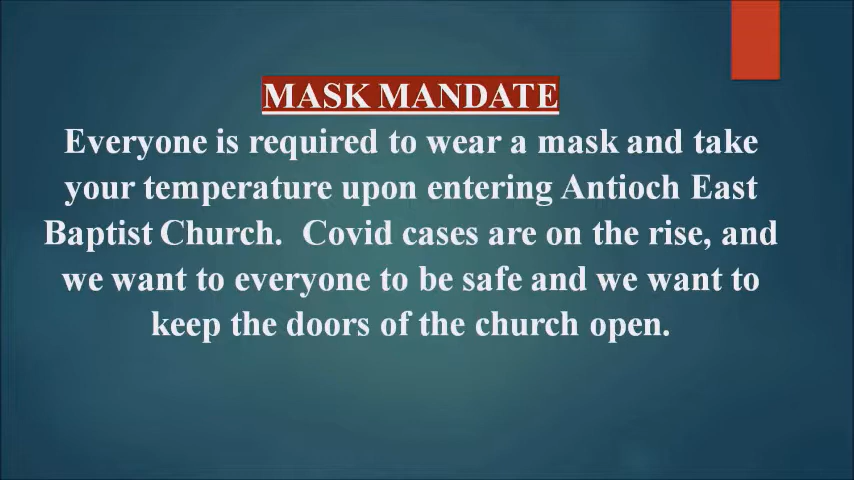 MASK MANDATE
Everyone is required to wear a mask and take
your temperature upon entering Antioch East
Baptist Church.  Covid cases are on the rise, and
we want to everyone to be safe and we want to
keep the doors of the church open.